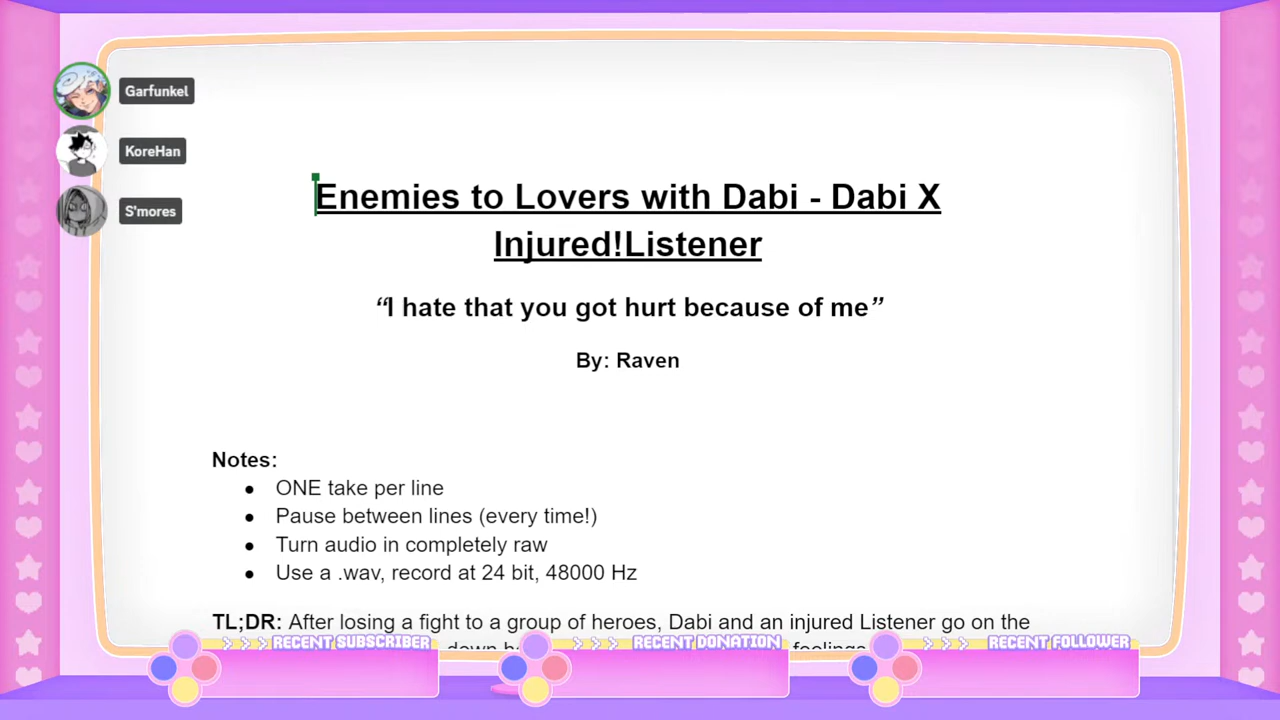 Garfunkel
KoreHan
S'mores
Enemies to Lovers with Dabi - Dabi X
Injured!Listener
“I hate that you got hurt because of me”
By: Raven
Notes:
● ONE take per line
● Pause between lines (every time!)
● Turn audio in completely raw
● Use a .wav, record at 24 bit, 48000 Hz
TL;DR: After losing a fight to a group of heroes, Dabi and an injured Listener go on the
down feelings
RECENT SUBSCRIBER
RECENT DONATION
RECENT FOLLOWER